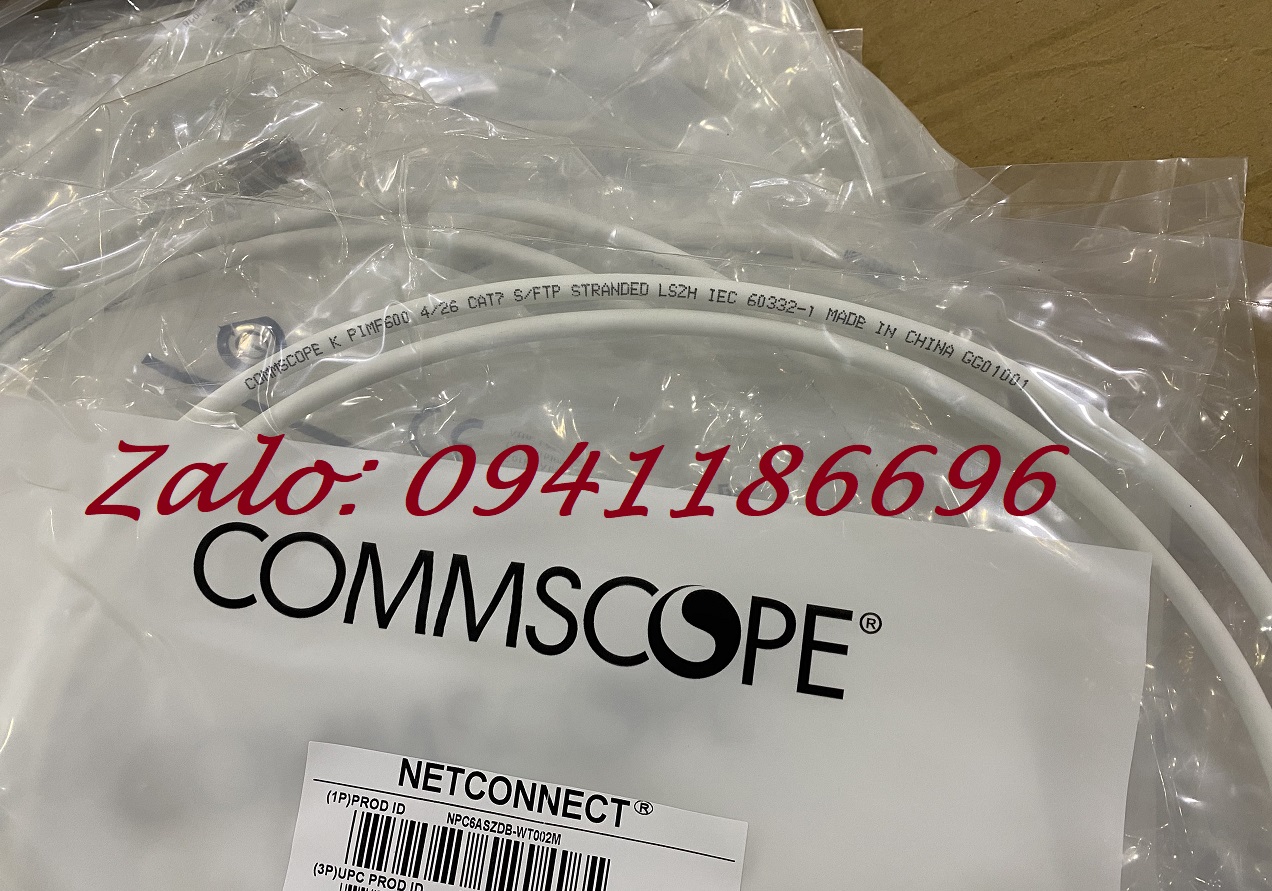 COMMSCOPE K PIMF600 4/26 CAT7 S/FTP STRANDED LSZH IEC 60332-1 MADE IN CHINA GG01001
Zalo: 0941186696
COMMSCOPE®
NETCONNECT®
(1P)PROD ID
NPC6ASZDB-WT002M
(3P)UPC PROD ID